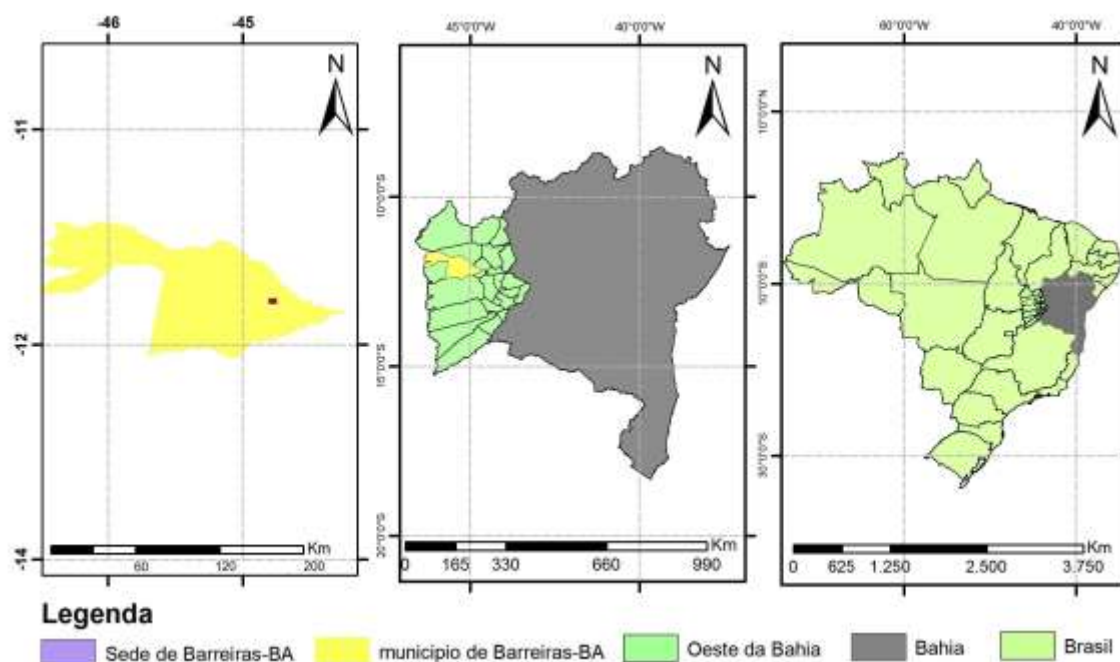 -46 -45
-11
-12
-14
N
Km
60 120 200
45°0'0"W 40°0'0"W
10°0'0"S
15°0'0"S
20°0'0"S
N
Km
0 165 330 660 990
60°0'0"W 40°0'0"W
10°0'0"N
10°0'0"S
30°0'0"S
N
Km
0 625 1.250 2.500 3.750
Legenda
Sede de Barreiras-BA municipio de Barreiras-BA Oeste da Bahia Bahia Brasil